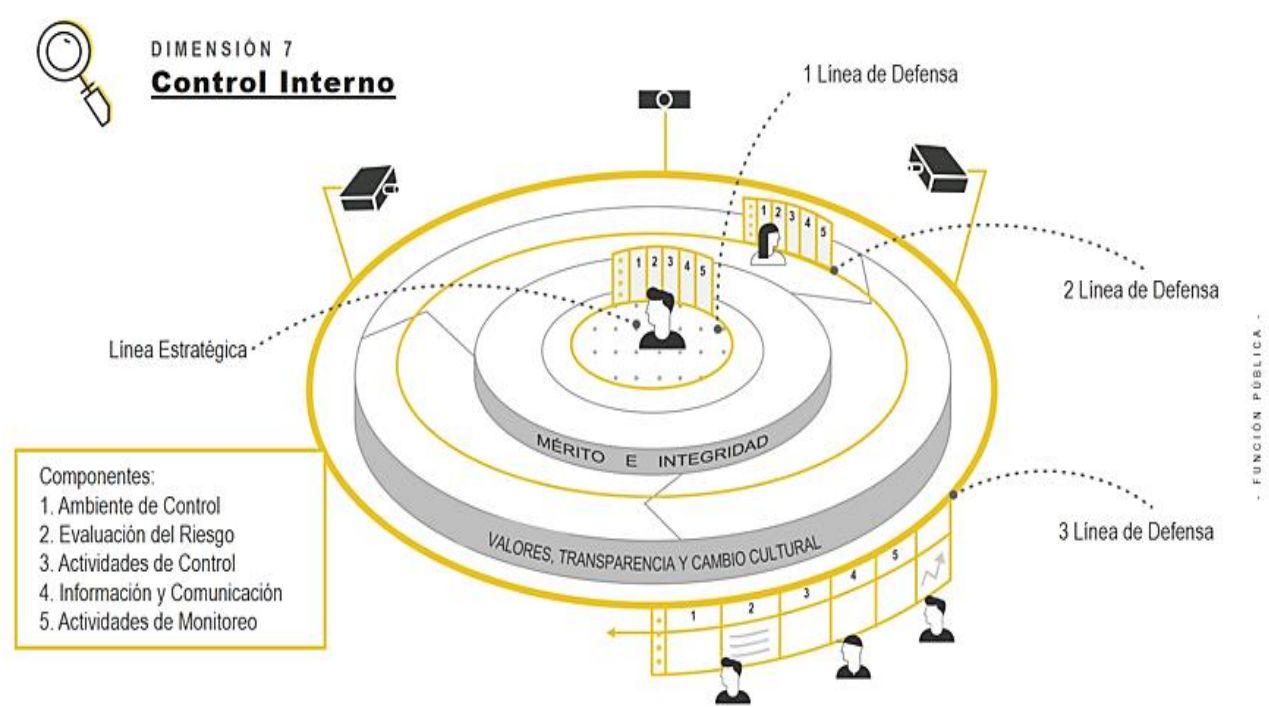 DIMENSIÓN 7
Control Interno
1 Línea de Defensa
1 2 3 4 5
2 Línea de Defensa
1 2 3 4 5
Línea Estratégica
- FUNCIÓN PÚBLICA -
MÉRITO E INTEGRIDAD
Componentes:
1. Ambiente de Control
2. Evaluación del Riesgo
3. Actividades de Control
4. Información y Comunicación
5. Actividades de Monitoreo
3 Línea de Defensa
VALORES, TRANSPARENCIA Y CAMBIO CULTURAL
1 2 3 4 5